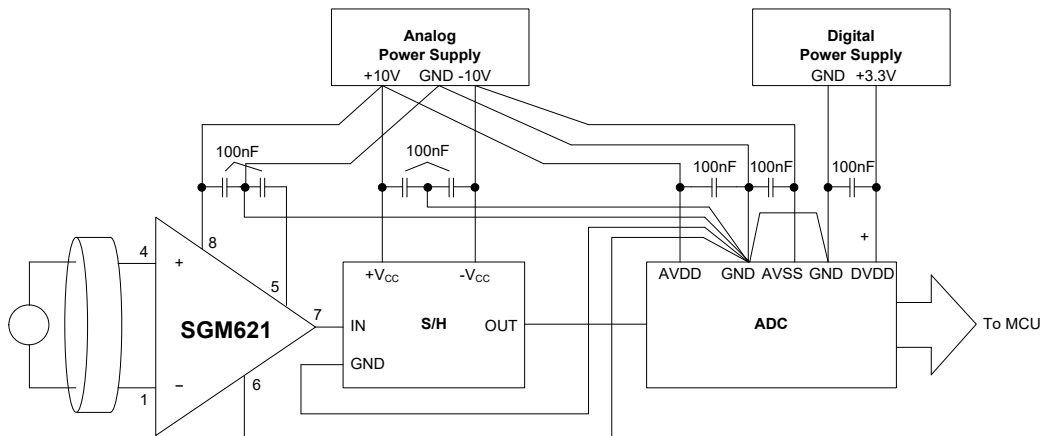 Analog
Power Supply
+10V GND -10V
Digital
Power Supply
GND +3.3V
100nF
100nF
100nF
100nF
100nF
4
+
8
5
7
SGM621
−
1
6
+VCC
-VCC
IN
S/H
OUT
GND
+
AVDD
GND
AVSS
GND
DVDD
ADC
To MCU